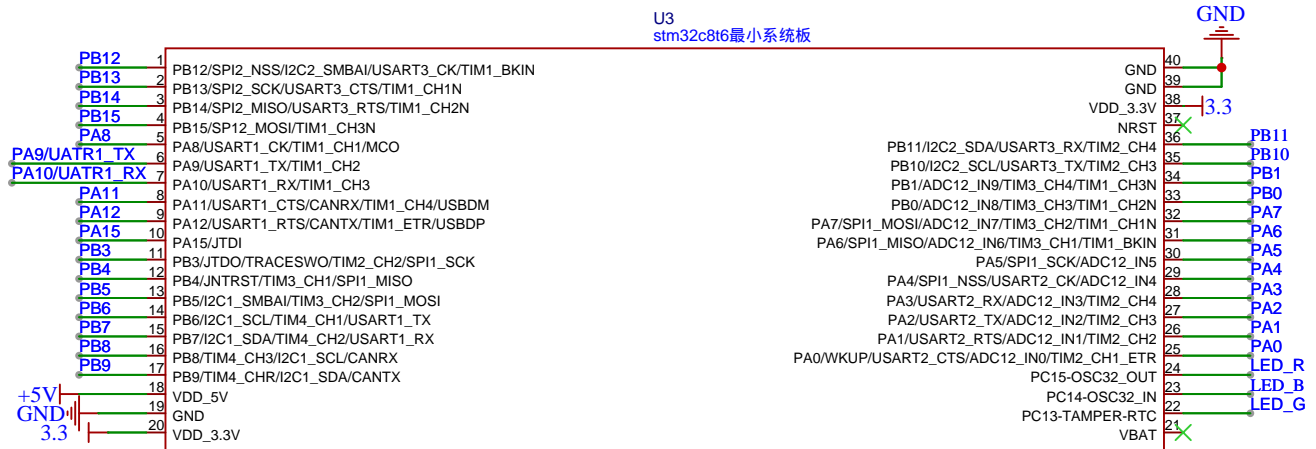 U3
stm32c8t6最小系统板
GND
PB12 1 PB12/SPI2_NSS/I2C2_SMBAI/USART3_CK/TIM1_BKIN
PB13 2 PB13/SPI2_SCK/USART3_CTS/TIM1_CH1N
PB14 3 PB14/SPI2_MISO/USART3_RTS/TIM1_CH2N
PB15 4 PB15/SP12_MOSI/TIM1_CH3N
PA8 5 PA8/USART1_CK/TIM1_CH1/MCO
PA9/UATR1_TX 6 PA9/USART1_TX/TIM1_CH2
PA10/UATR1_RX 7 PA10/USART1_RX/TIM1_CH3
PA11 8 PA11/USART1_CTS/CANRX/TIM1_CH4/USBDM
PA12 9 PA12/USART1_RTS/CANTX/TIM1_ETR/USBDP
PA15 10 PA15/JTDI
PB3 11 PB3/JTDO/TRACESWO/TIM2_CH2/SPI1_SCK
PB4 12 PB4/JNTRST/TIM3_CH1/SPI1_MISO
PB5 13 PB5/I2C1_SMBAI/TIM3_CH2/SPI1_MOSI
PB6 14 PB6/I2C1_SCL/TIM4_CH1/USART1_TX
PB7 15 PB7/I2C1_SDA/TIM4_CH2/USART1_RX
PB8 16 PB8/TIM4_CH3/I2C1_SCL/CANRX
PB9 17 PB9/TIM4_CHR/I2C1_SDA/CANTX
+5V 18 VDD_5V
GND 19 GND
3.3 20 VDD_3.3V
GND 40
GND 39
VDD_3.3V 38 3.3
NRST 37
PB11/I2C2_SDA/USART3_RX/TIM2_CH4 36 PB11
PB10/I2C2_SCL/USART3_TX/TIM2_CH3 35 PB10
PB1/ADC12_IN9/TIM3_CH4/TIM1_CH3N 34 PB1
PB0/ADC12_IN8/TIM3_CH3/TIM1_CH2N 33 PB0
PA7/SPI1_MOSI/ADC12_IN7/TIM3_CH2/TIM1_CH1N 32 PA7
PA6/SPI1_MISO/ADC12_IN6/TIM3_CH1/TIM1_BKIN 31 PA6
PA5/SPI1_SCK/ADC12_IN5 30 PA5
PA4/SPI1_NSS/USART2_CK/ADC12_IN4 29 PA4
PA3/USART2_RX/ADC12_IN3/TIM2_CH4 28 PA3
PA2/USART2_TX/ADC12_IN2/TIM2_CH3 27 PA2
PA1/USART2_RTS/ADC12_IN1/TIM2_CH2 26 PA1
PA0/WKUP/USART2_CTS/ADC12_IN0/TIM2_CH1_ETR 25 PA0
PC15-OSC32_OUT 24 LED_R
PC14-OSC32_IN 23 LED_B
PC13-TAMPER-RTC 22 LED_G
VBAT 21